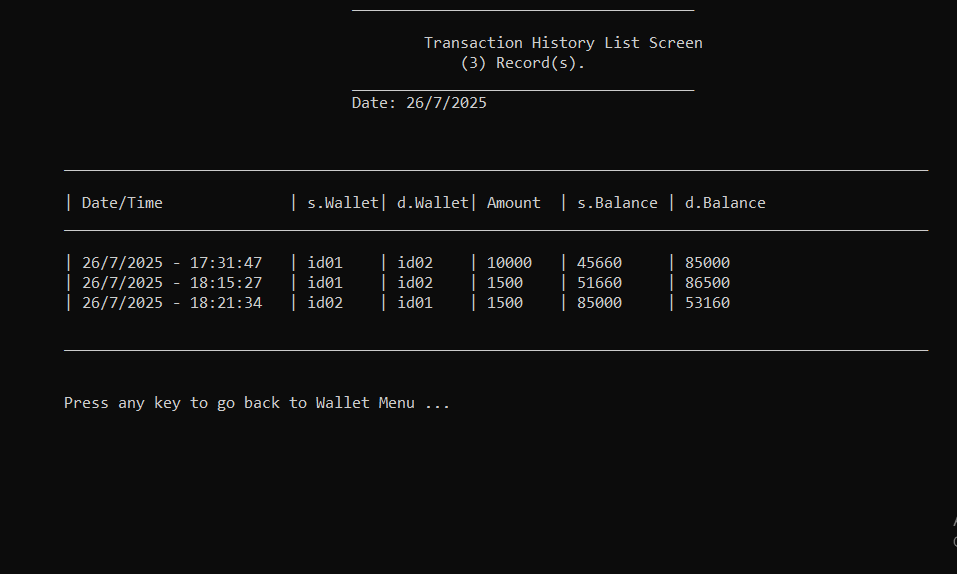 Transaction History List Screen
(3) Record(s).
Date: 26/7/2025
| Date/Time | s.Wallet| d.Wallet| Amount | s.Balance | d.Balance
| 26/7/2025 - 17:31:47 | id01 | id02 | 10000 | 45660 | 85000
| 26/7/2025 - 18:15:27 | id01 | id02 | 1500 | 51660 | 86500
| 26/7/2025 - 18:21:34 | id02 | id01 | 1500 | 85000 | 53160
Press any key to go back to Wallet Menu ...